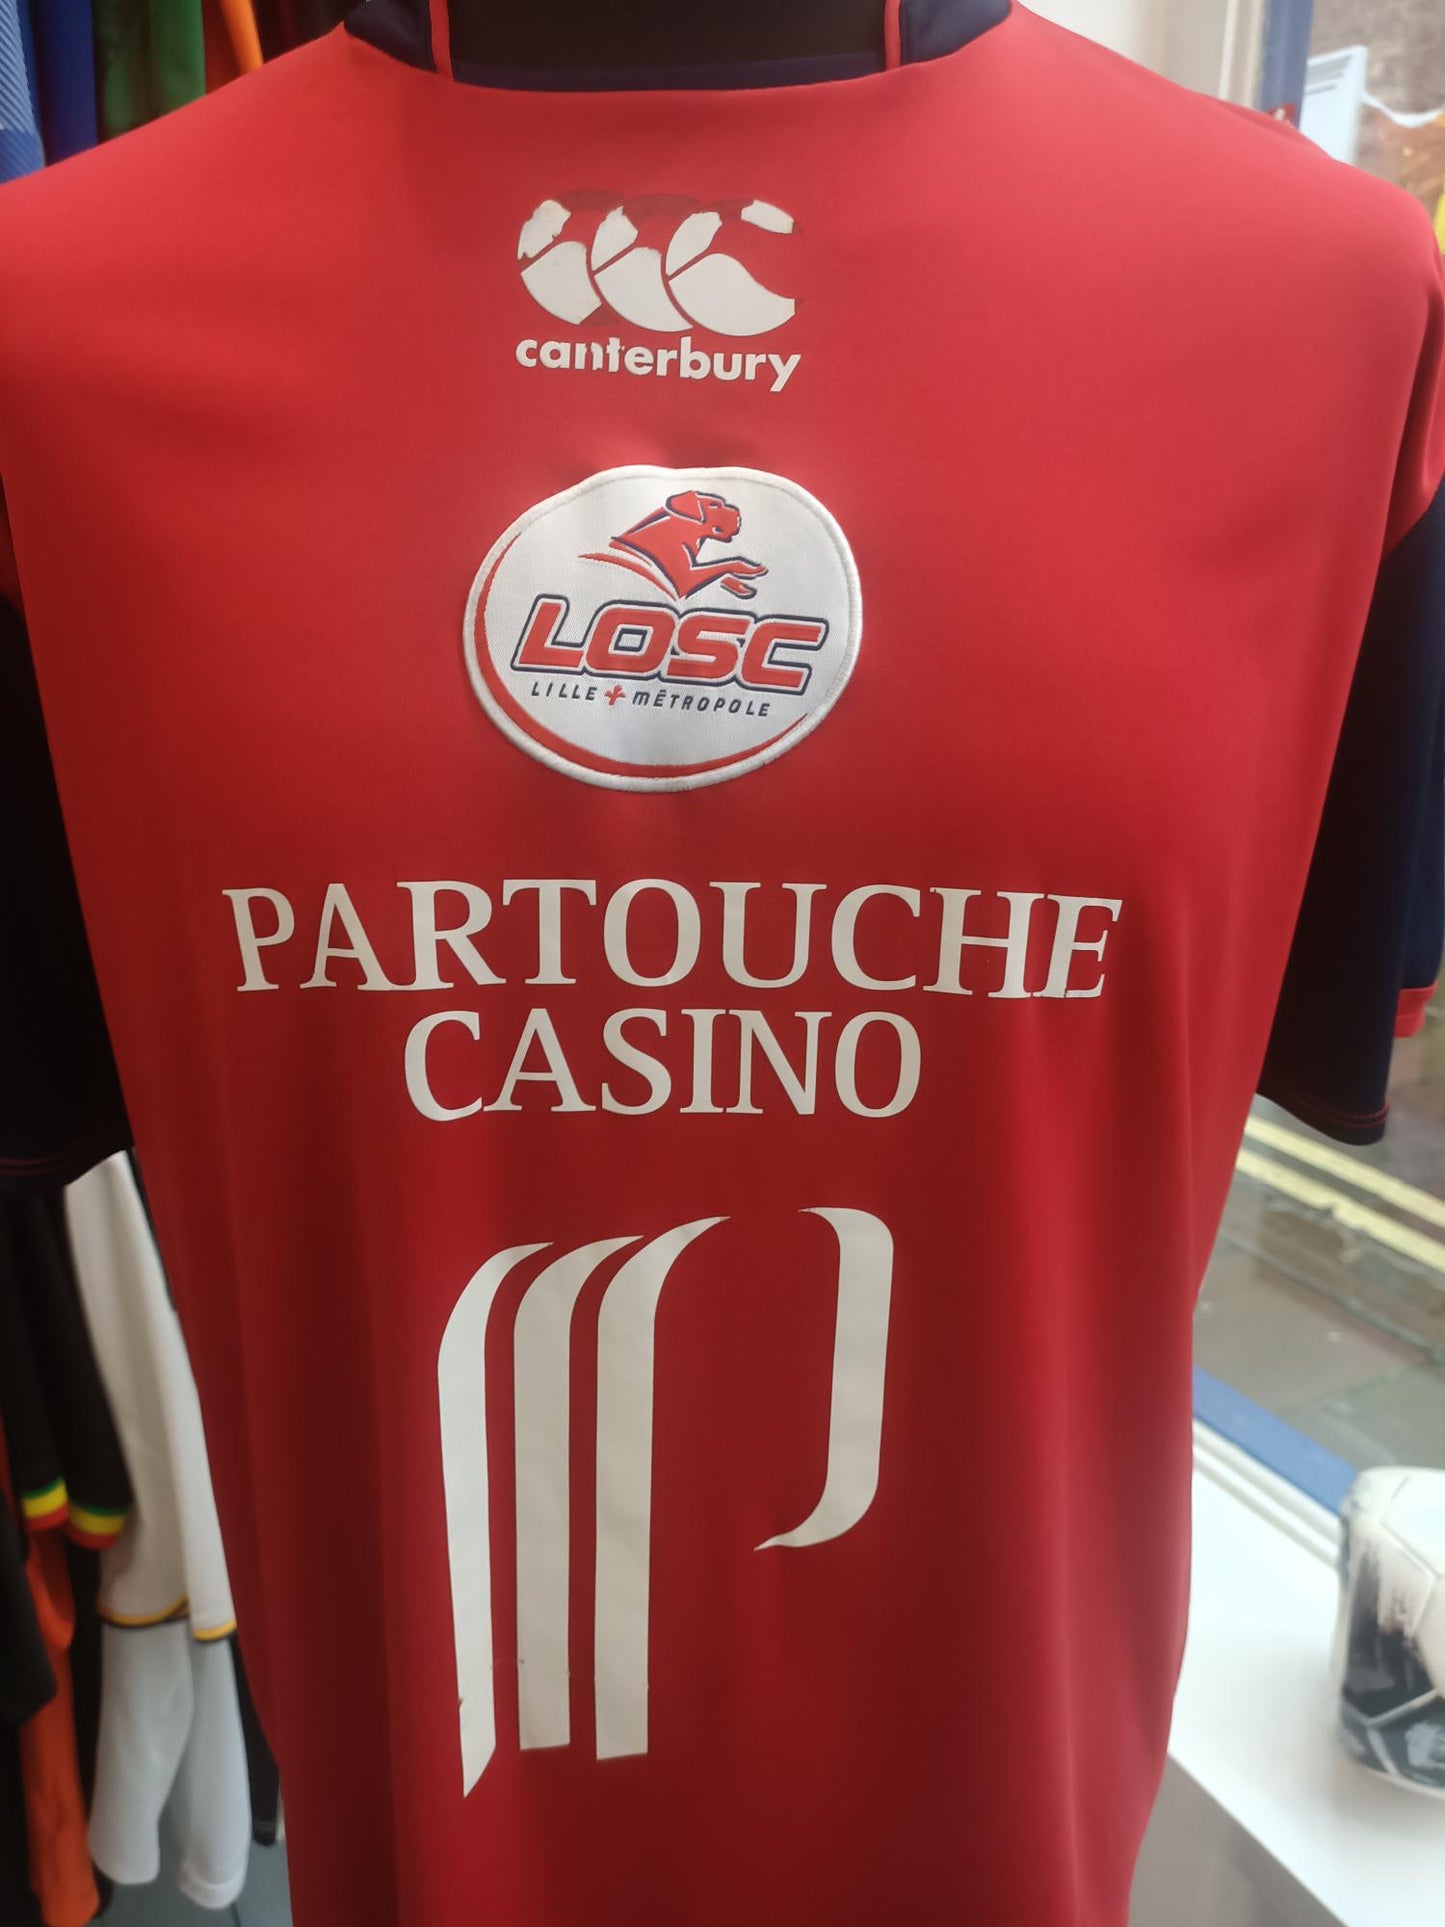 canterbury
LOSC
LILLE MÉTROPOLE
PARTOUCHE
CASINO